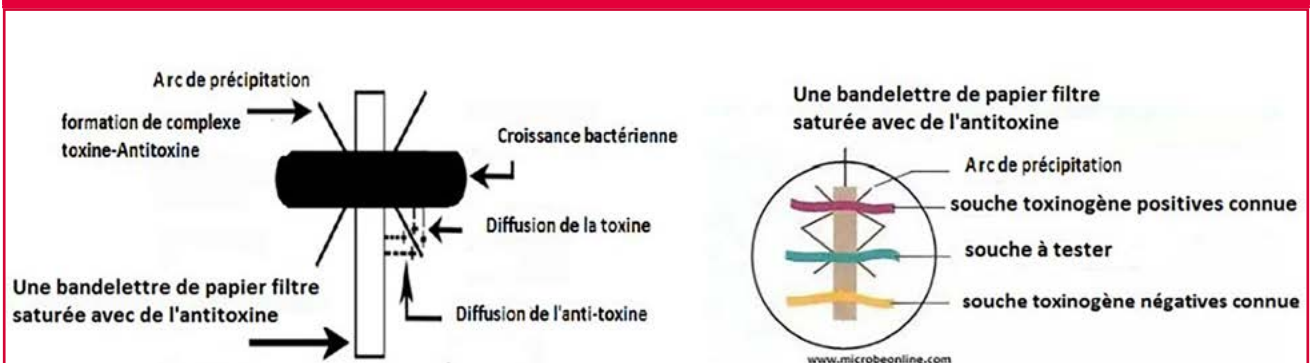 Arc de précipitation
formation de complexe
toxine-Antitoxine
Croissance bactérienne
Diffusion de la toxine
Une bandelettre de papier filtre
saturée avec de l'antitoxine
Diffusion de l'anti-toxine
Une bandelettre de papier filtre
saturée avec de l'antitoxine
Arc de précipitation
souche toxinogène positives connue
souche à tester
souche toxinogène négatives connue
www.microbeonline.com